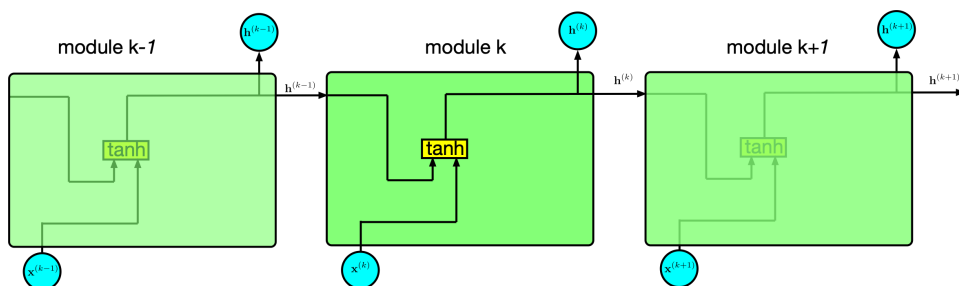 h^(k-1)
h^(k)
h^(k+1)
module k-1
module k
module k+1
h^(k-1)
h^(k)
h^(k+1)
tanh
tanh
tanh
x^(k-1)
x^(k)
x^(k+1)